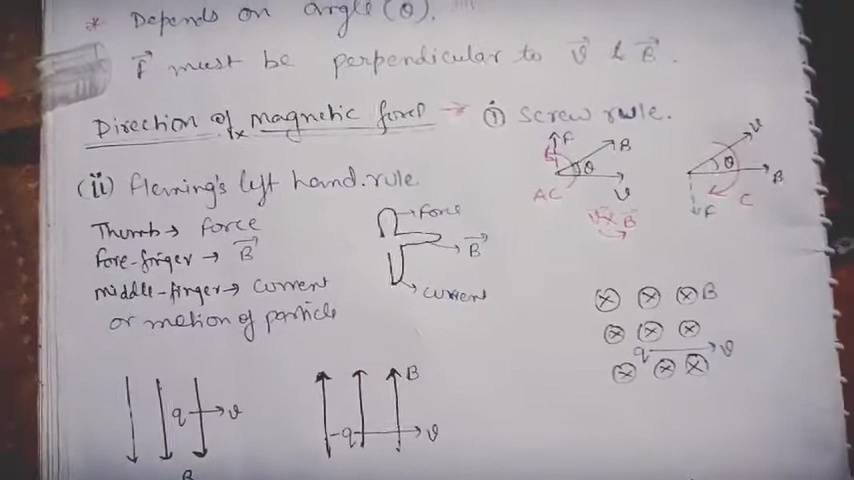 * Depends on angle (θ).
F must be perpendicular to v & B.
Direction of magnetic force → (i) screw rule.
F
B
θ
v
AC
v x B
v
θ
B
F
C
(ii) Fleming's left hand rule
Thumb → force
fore-finger → B
middle-finger → current
or motion of particle
force
B
current
B
q v
q v
B
B
q v